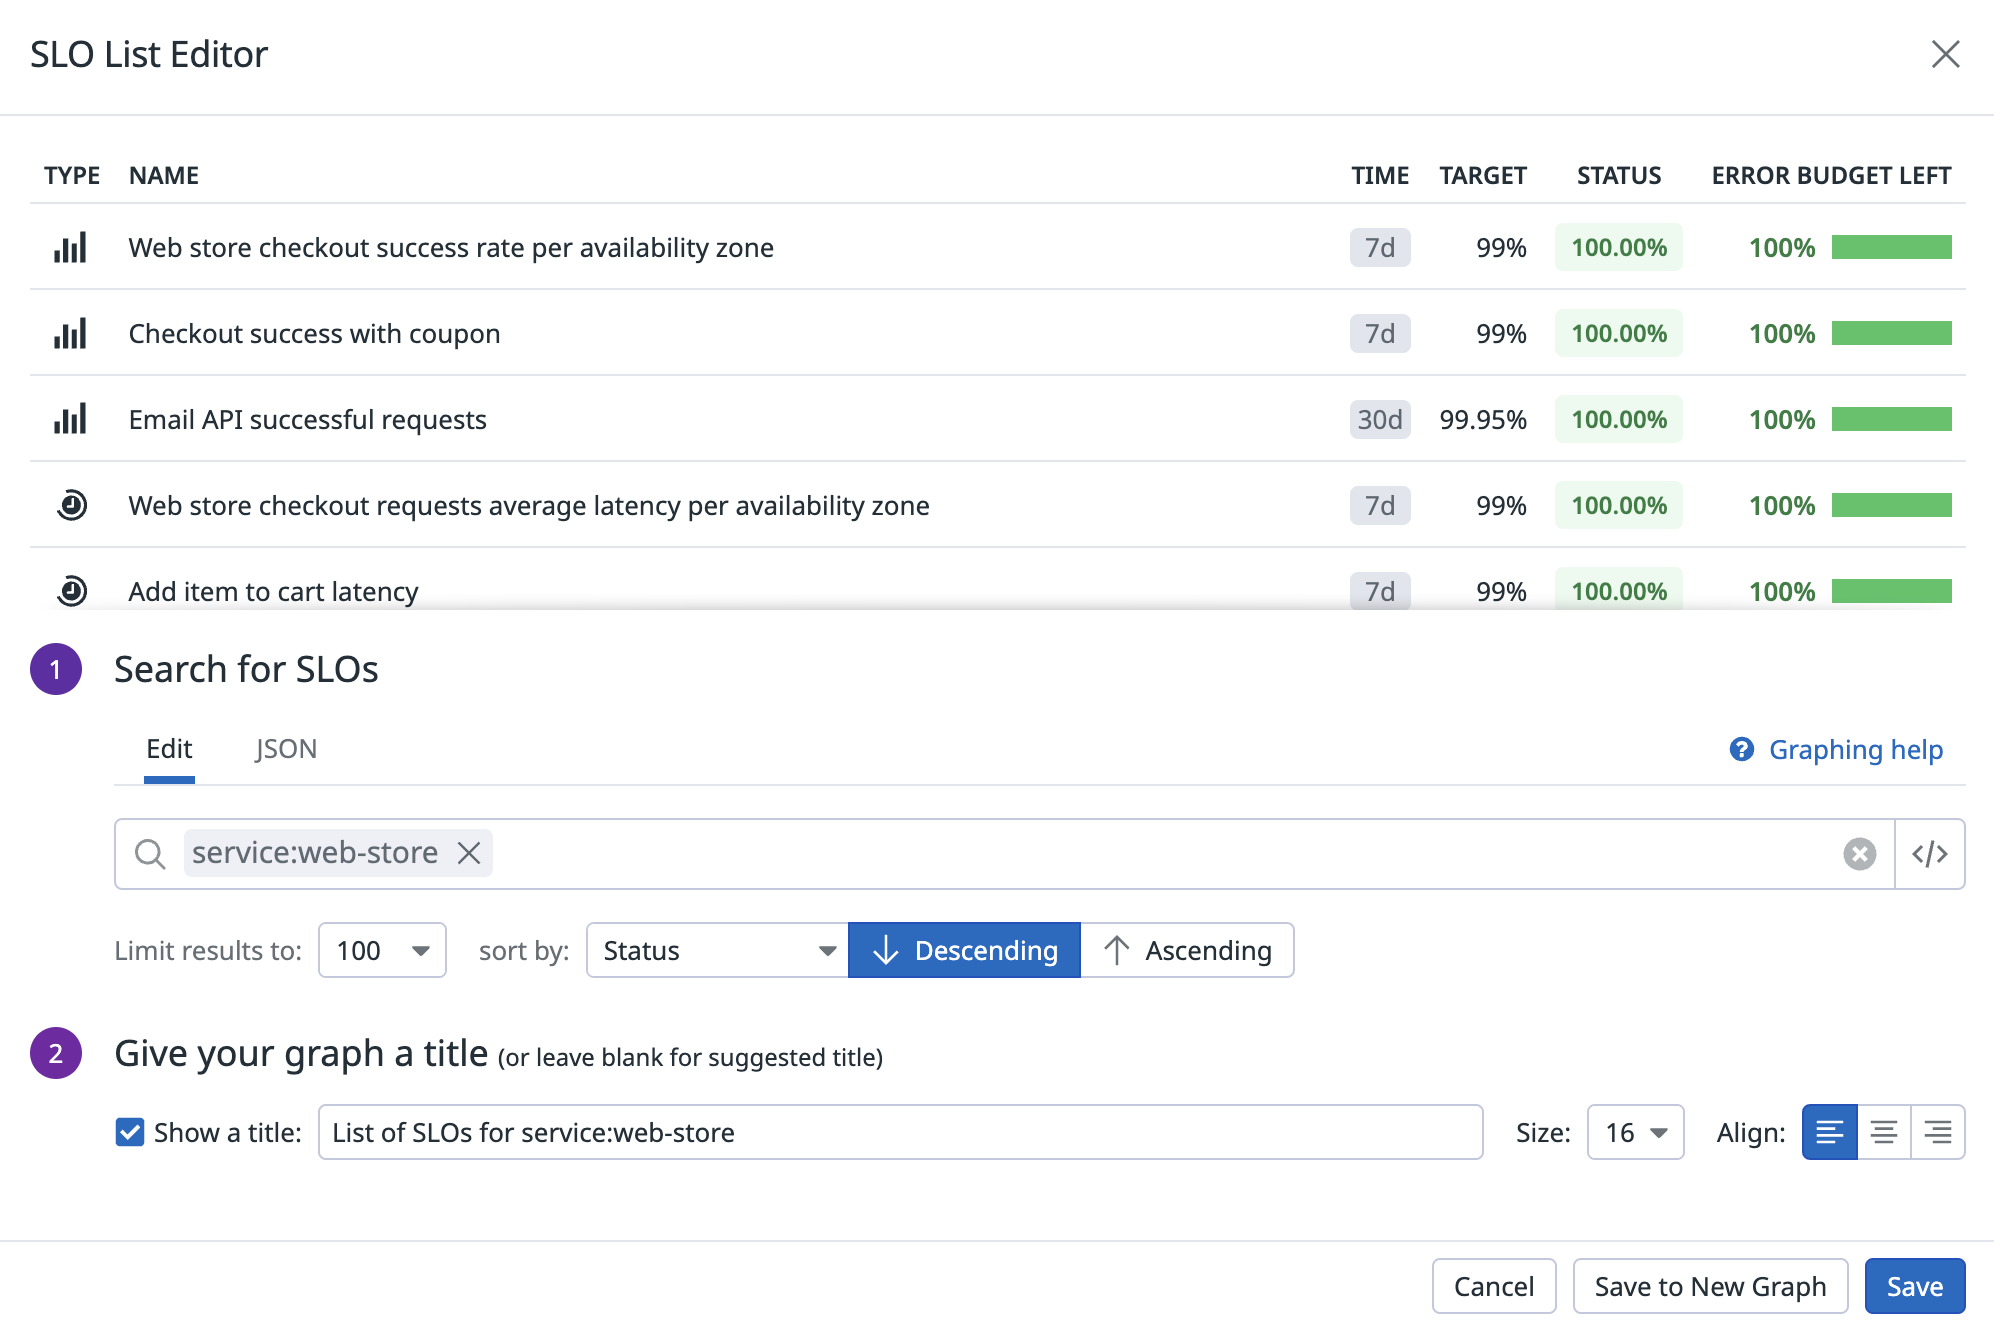 SLO List Editor
TYPE NAME TIME TARGET STATUS ERROR BUDGET LEFT
Web store checkout success rate per availability zone 7d 99% 100.00% 100%
Checkout success with coupon 7d 99% 100.00% 100%
Email API successful requests 30d 99.95% 100.00% 100%
Web store checkout requests average latency per availability zone 7d 99% 100.00% 100%
Add item to cart latency 7d 99% 100.00% 100%
1 Search for SLOs
Edit JSON ? Graphing help
service:web-store </>
Limit results to: 100 sort by: Status Descending Ascending
2 Give your graph a title (or leave blank for suggested title)
Show a title: List of SLOs for service:web-store Size: 16 Align:
Cancel Save to New Graph Save